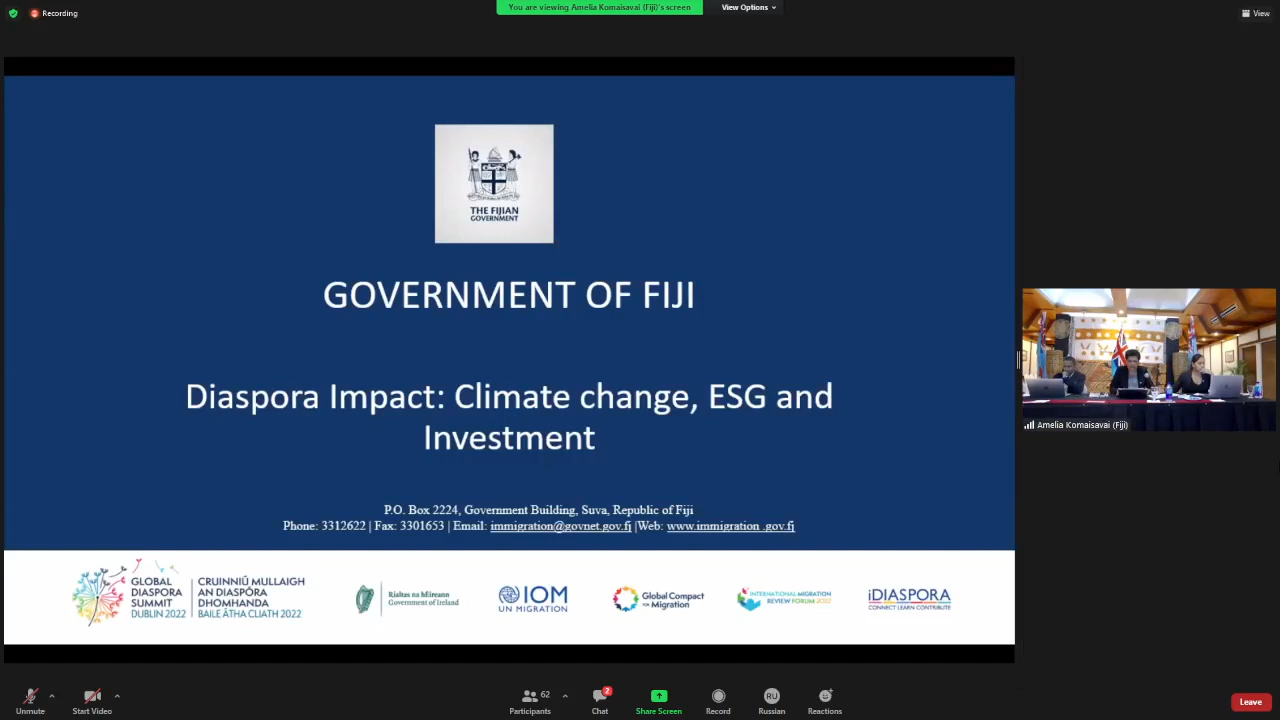 Recording
You are viewing Amelia Komaisavai (Fiji)'s screen
View Options
View
THE FIJIAN
GOVERNMENT
GOVERNMENT OF FIJI
Diaspora Impact: Climate change, ESG and
Investment
P.O. Box 2224, Government Building, Suva, Republic of Fiji
Phone: 3312622 | Fax: 3301653 | Email: immigration@govnet.gov.fj |Web: www.immigration .gov.fj
Amelia Komaisavai (Fiji)
GLOBAL
DIASPORA
SUMMIT
DUBLIN 2022
CRUINNIÚ MULLAIGH
AN DIASPÓRA
DHOMHANDA
BAILE ÁTHA CLIATH 2022
Rialtas na hÉireann
Government of Ireland
IOM
UN MIGRATION
Global Compact
for Migration
INTERNATIONAL MIGRATION
REVIEW FORUM 2022
iDIASPORA
CONNECT LEARN CONTRIBUTE
Unmute
Start Video
62
Participants
2
Chat
Share Screen
Record
RU
Russian
Reactions
Leave